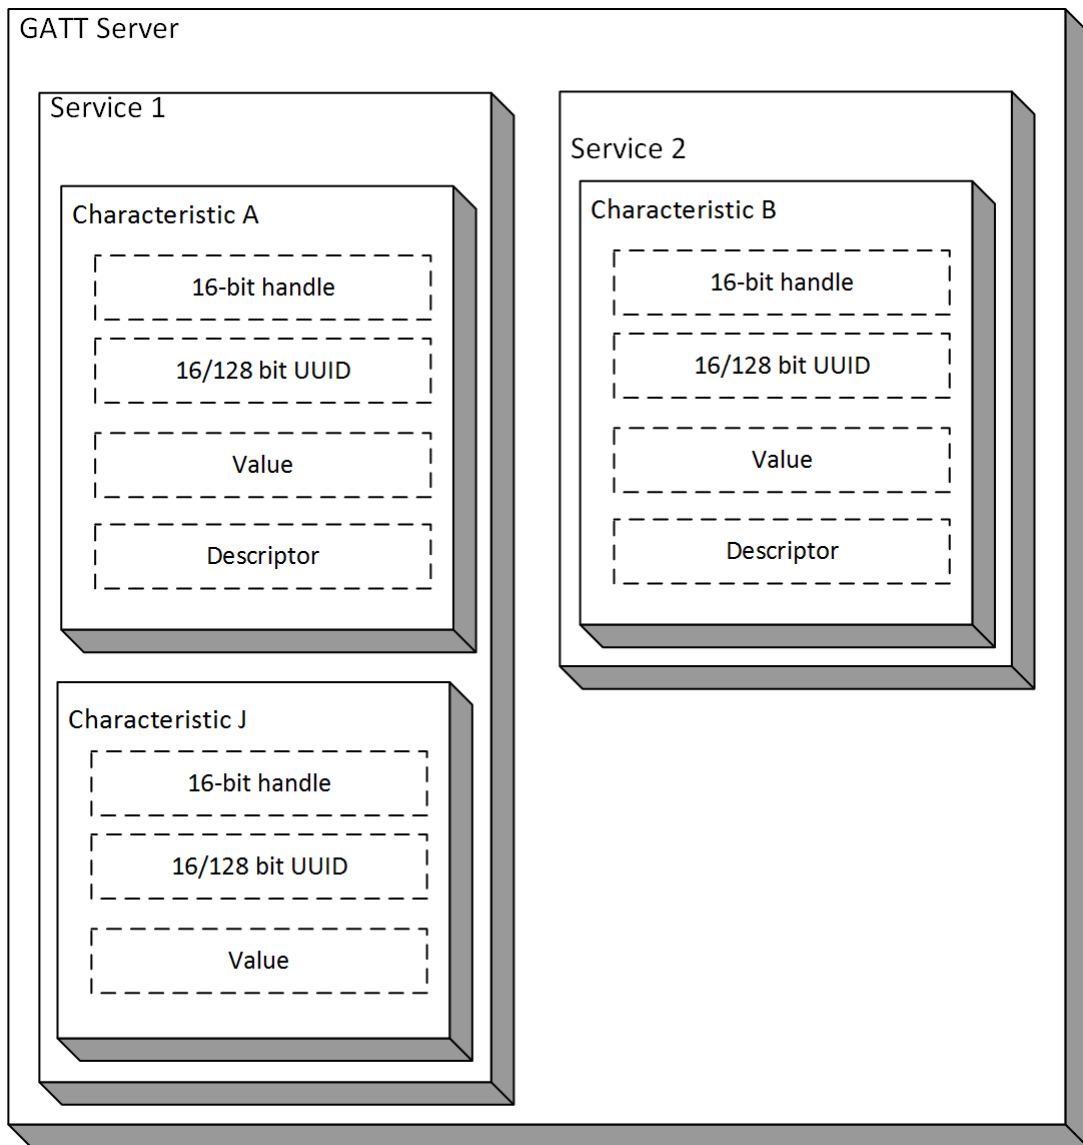 GATT Server
Service 1
Characteristic A
16-bit handle
16/128 bit UUID
Value
Descriptor
Characteristic J
16-bit handle
16/128 bit UUID
Value
Service 2
Characteristic B
16-bit handle
16/128 bit UUID
Value
Descriptor